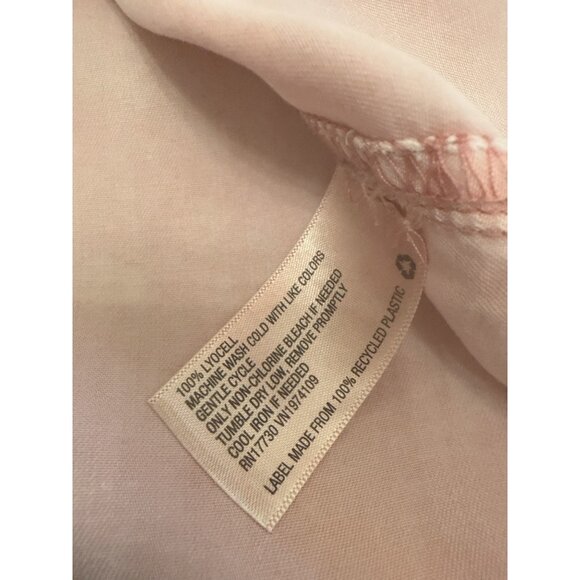 100% LYOCELL
MACHINE WASH COLD WITH LIKE COLORS
GENTLE CYCLE
ONLY NON-CHLORINE BLEACH IF NEEDED
TUMBLE DRY LOW, REMOVE PROMPTLY
COOL IRON IF NEEDED
RN17730 VN1974109
LABEL MADE FROM 100% RECYCLED PLASTIC